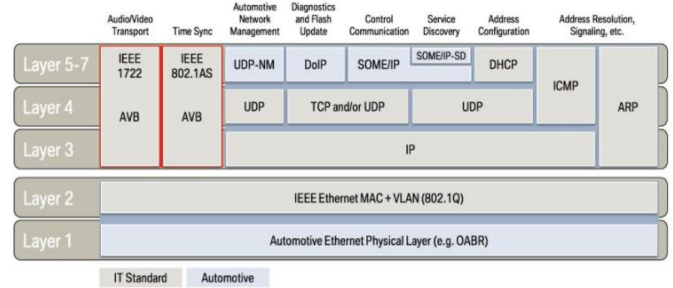 Audio/Video
Transport
Time Sync
Automotive
Network
Management
Diagnostics
and Flash
Update
Control
Communication
Service
Discovery
Address
Configuration
Address Resolution,
Signaling, etc.
Layer 5-7
IEEE
1722
IEEE
802.1AS
UDP-NM
DoIP
SOME/IP
SOME/IP-SD
DHCP
ICMP
ARP
Layer 4
AVB
AVB
UDP
TCP and/or UDP
UDP
Layer 3
IP
Layer 2
IEEE Ethernet MAC + VLAN (802.1Q)
Layer 1
Automotive Ethernet Physical Layer (e.g. OABR)
IT Standard
Automotive